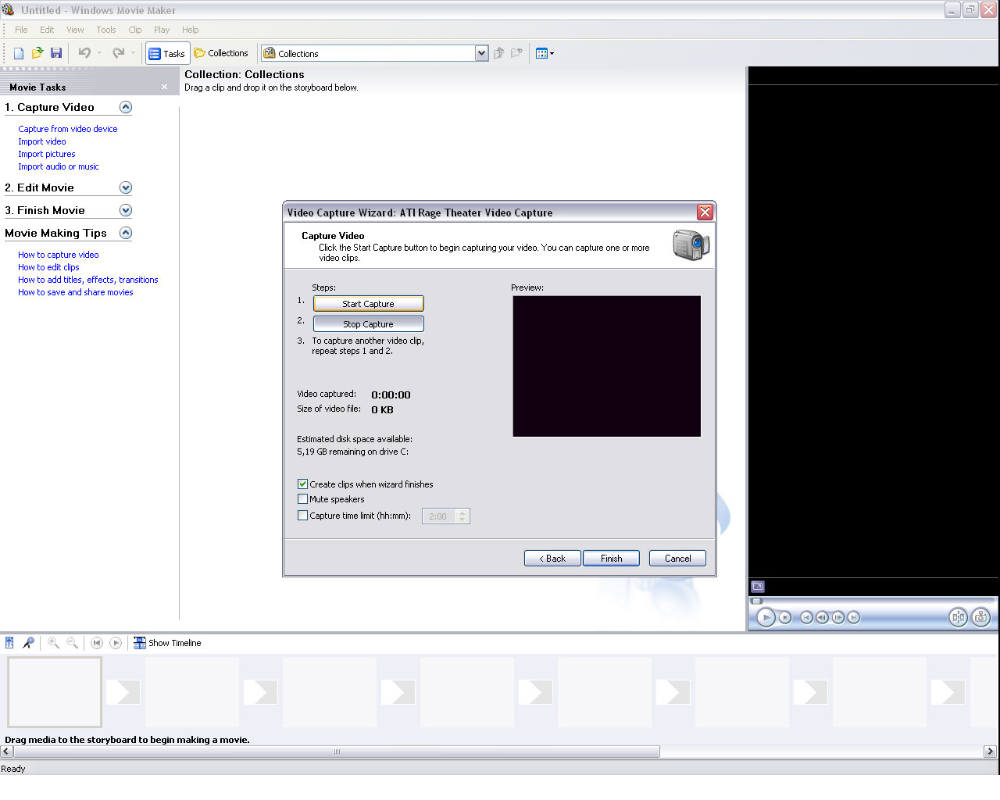 Untitled - Windows Movie Maker
File Edit View Tools Clip Play Help
Tasks Collections Collections
Movie Tasks
1. Capture Video
Capture from video device
Import video
Import pictures
Import audio or music
2. Edit Movie
3. Finish Movie
Movie Making Tips
How to capture video
How to edit clips
How to add titles, effects, transitions
How to save and share movies
Collection: Collections
Drag a clip and drop it on the storyboard below.
Video Capture Wizard: ATI Rage Theater Video Capture
Capture Video
Click the Start Capture button to begin capturing your video. You can capture one or more
video clips.
Steps:
1. Start Capture
2. Stop Capture
3. To capture another video clip,
repeat steps 1 and 2.
Preview:
Video captured: 0:00:00
Size of video file: 0 KB
Estimated disk space available:
5,19 GB remaining on drive C:
Create clips when wizard finishes
Mute speakers
Capture time limit (hh:mm): 2:00
< Back Finish Cancel
Show Timeline
Drag media to the storyboard to begin making a movie.
Ready